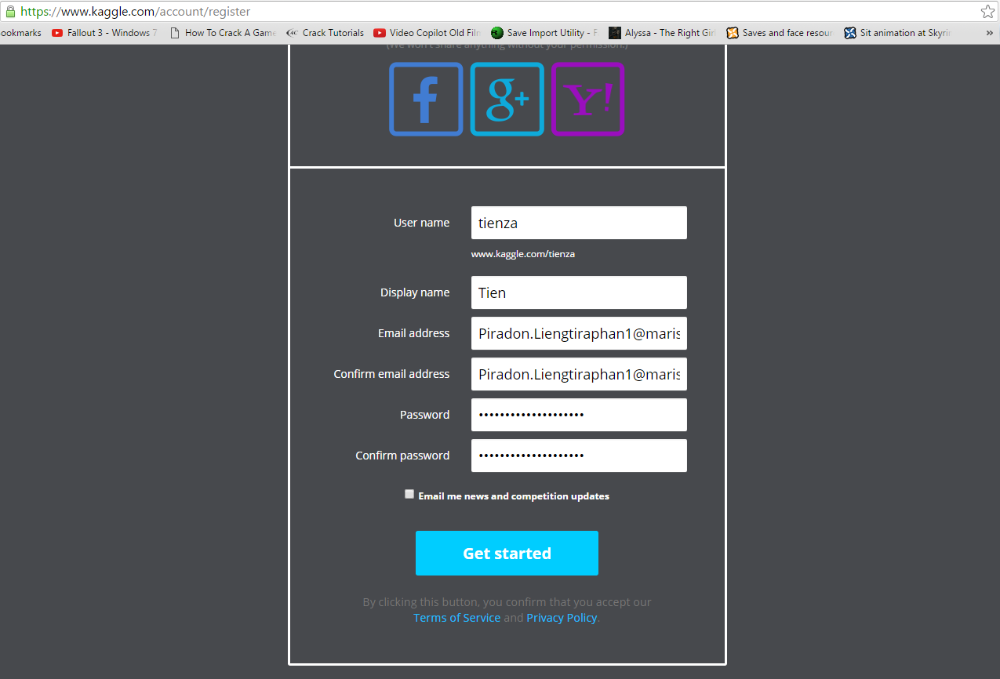 https://www.kaggle.com/account/register
ookmarks Fallout 3 - Windows 7 How To Crack A Game Crack Tutorials Video Copilot Old Film Save Import Utility - F Alyssa - The Right Girl Saves and face resour Sit animation at Skyrim »
(We won't share anything without your permission.)
f g+ Y!
User name tienza
www.kaggle.com/tienza
Display name Tien
Email address Piradon.Liengtiraphan1@maris
Confirm email address Piradon.Liengtiraphan1@maris
Password ••••••••••••••••••••
Confirm password ••••••••••••••••••••
Email me news and competition updates
Get started
By clicking this button, you confirm that you accept our
Terms of Service and Privacy Policy.